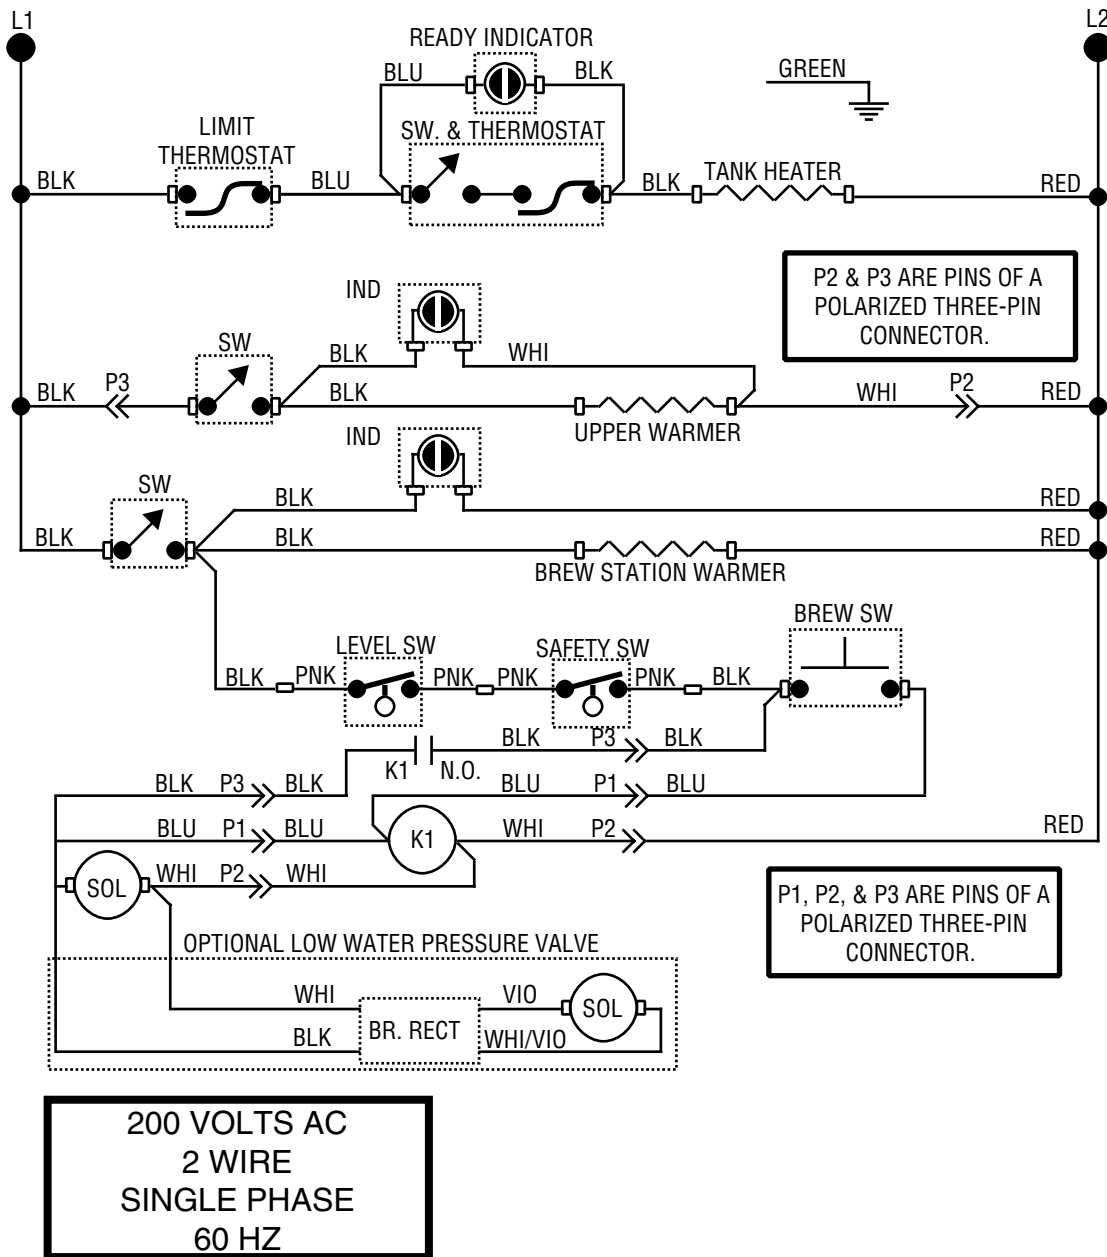 L1
L2
READY INDICATOR
BLU
BLK
GREEN
LIMIT
THERMOSTAT
SW. & THERMOSTAT
TANK HEATER
BLK
BLU
BLK
RED
P2 & P3 ARE PINS OF A
POLARIZED THREE-PIN
CONNECTOR.
IND
SW
BLK
WHI
BLK
P3
BLK
WHI
P2
RED
UPPER WARMER
IND
SW
BLK
RED
BLK
BLK
RED
BREW STATION WARMER
BREW SW
LEVEL SW
SAFETY SW
BLK
PNK
PNK
PNK
PNK
BLK
K1
N.O.
BLK
P3
BLK
BLK
P3
BLK
BLU
P1
BLU
BLU
P1
BLU
K1
WHI
P2
RED
SOL
WHI
P2
WHI
P1, P2, & P3 ARE PINS OF A
POLARIZED THREE-PIN
CONNECTOR.
OPTIONAL LOW WATER PRESSURE VALVE
WHI
BR. RECT
VIO
SOL
BLK
WHI/VIO
200 VOLTS AC
2 WIRE
SINGLE PHASE
60 HZ